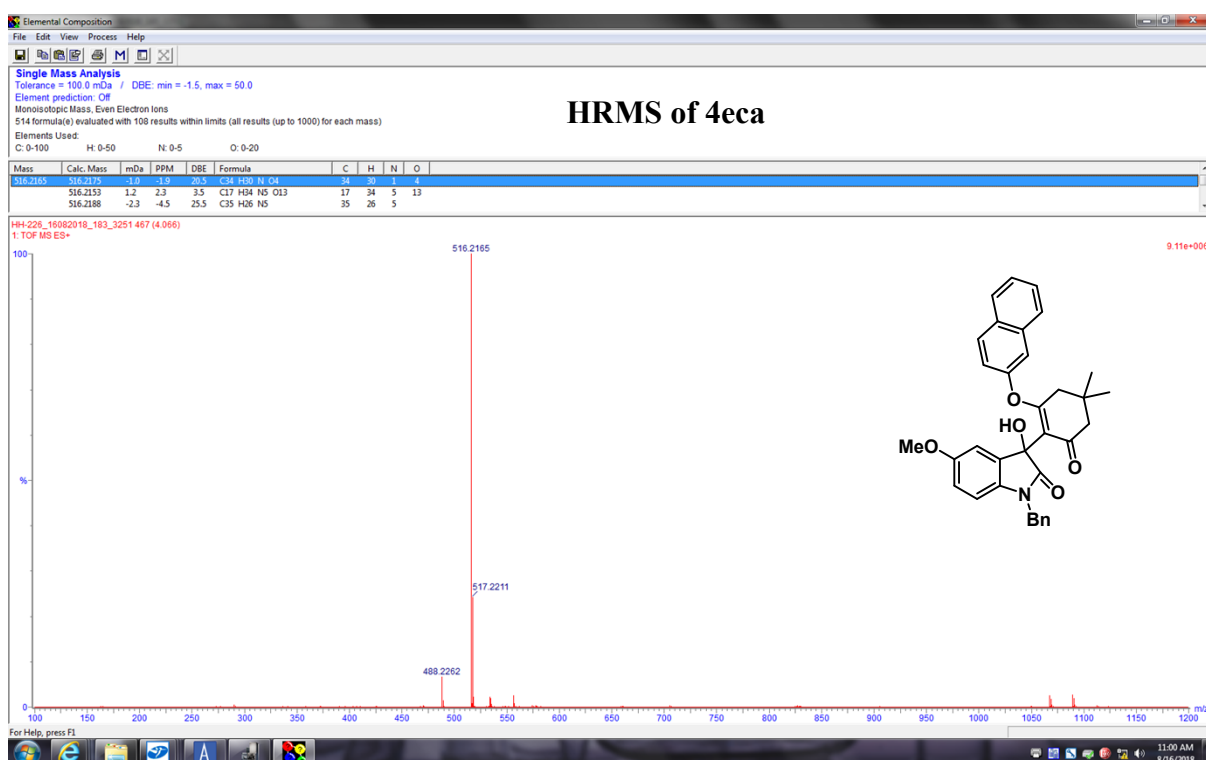 Elemental Composition
File Edit View Process Help
Single Mass Analysis
Tolerance = 100.0 mDa / DBE: min = -1.5, max = 50.0
Element prediction: Off
Monoisotopic Mass, Even Electron Ions
514 formula(e) evaluated with 108 results within limits (all results (up to 1000) for each mass)
Elements Used:
C: 0-100 H: 0-50 N: 0-5 O: 0-20
HRMS of 4eca
Mass Calc. Mass mDa PPM DBE Formula C H N O
516.2165 516.2175 -1.0 -1.9 20.5 C34 H30 N O4 34 30 1 4
516.2153 1.2 2.3 3.5 C17 H34 N5 O13 17 34 5 13
516.2188 -2.3 -4.5 25.5 C35 H26 N5 35 26 5
HH-226_16082018_183_3251 467 (4.066)
1: TOF MS ES+
9.11e+006
100
516.2165
%
517.2211
488.2262
0
O
HO
O
MeO
N
O
Bn
100 150 200 250 300 350 400 450 500 550 600 650 700 750 800 850 900 950 1000 1050 1100 1150 1200
m/z
For Help, press F1
11:00 AM
8/16/2018